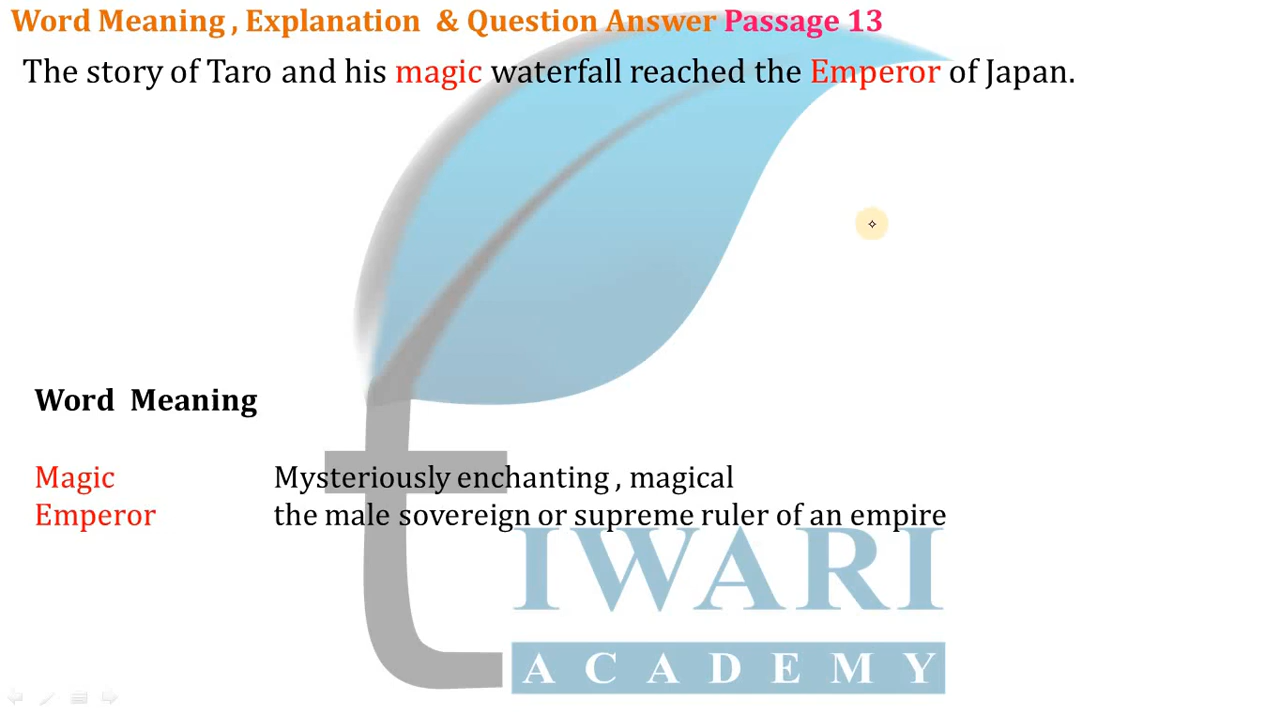 Word Meaning , Explanation & Question Answer Passage 13
The story of Taro and his magic waterfall reached the Emperor of Japan.
Word Meaning
Magic Mysteriously enchanting , magical
Emperor the male sovereign or supreme ruler of an empire
tIWARI
ACADEMY